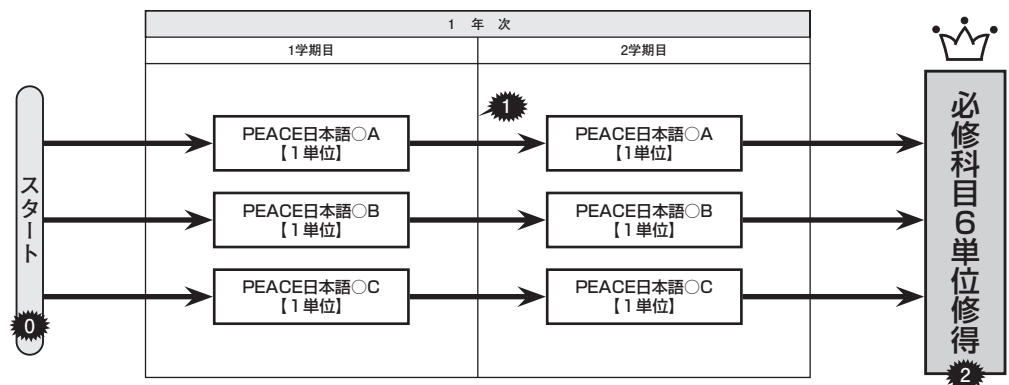 1 年 次
1学期目
2学期目
スタート
0
PEACE日本語○A
【1単位】
1
PEACE日本語○A
【1単位】
PEACE日本語○B
【1単位】
PEACE日本語○B
【1単位】
PEACE日本語○C
【1単位】
PEACE日本語○C
【1単位】
必修科目6単位修得
2